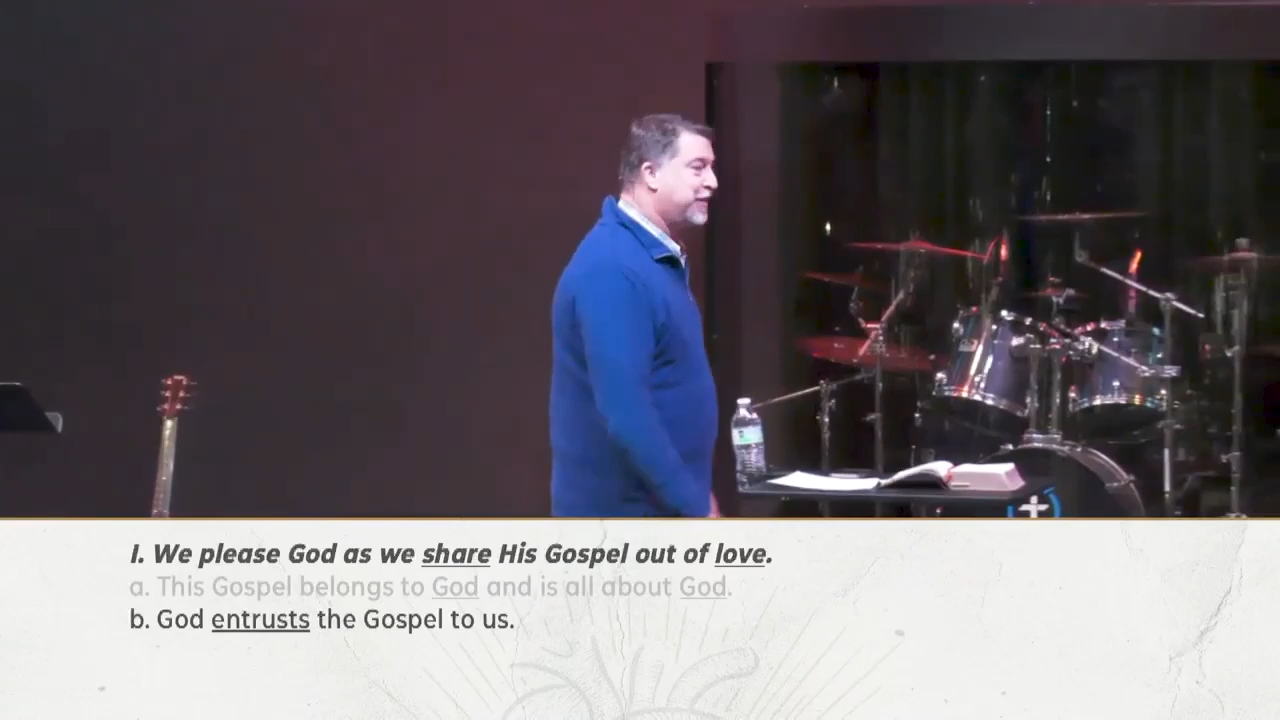 I. We please God as we share His Gospel out of love.
a. This Gospel belongs to God and is all about God.
b. God entrusts the Gospel to us.